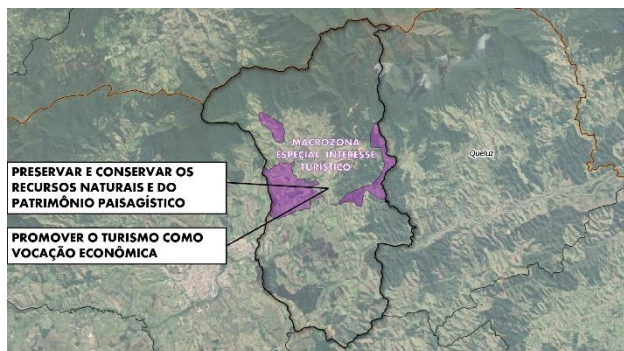 MACROZONA
ESPECIAL INTERESSE
TURÍSTICO
Queluz
PRESERVAR E CONSERVAR OS
RECURSOS NATURAIS E DO
PATRIMÔNIO PAISAGÍSTICO
PROMOVER O TURISMO COMO
VOCAÇÃO ECONÔMICA